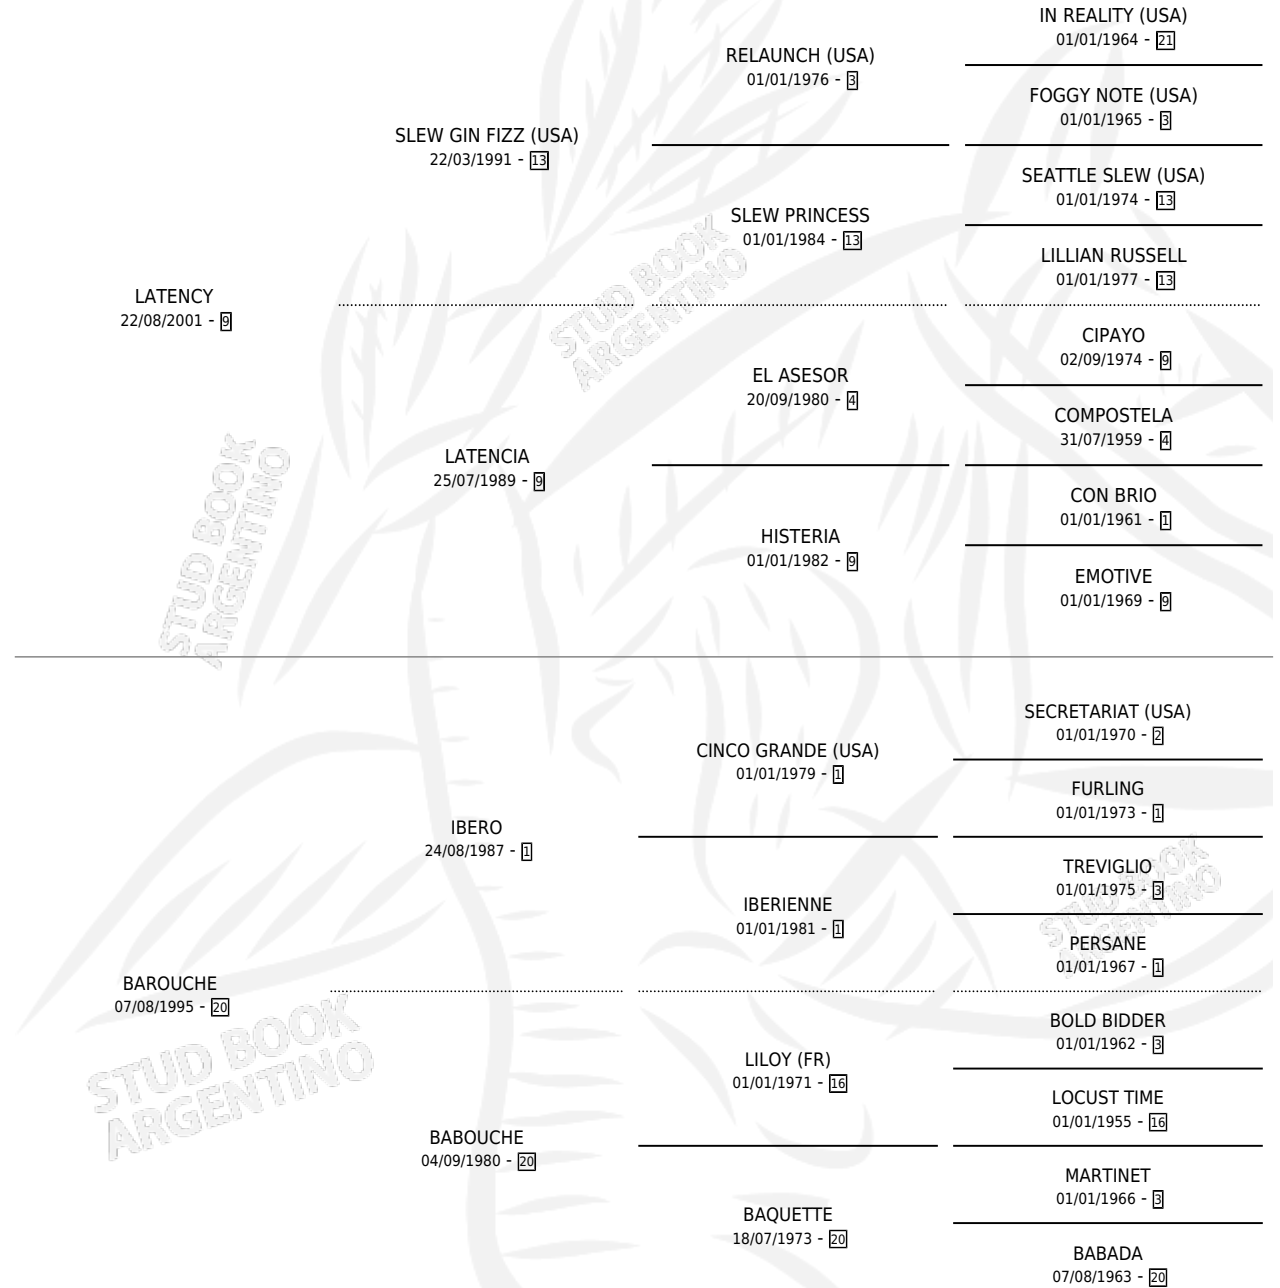 IN REALITY (USA)
01/01/1964 - 21
RELAUNCH (USA)
01/01/1976 - 3
FOGGY NOTE (USA)
01/01/1965 - 3
SLEW GIN FIZZ (USA)
22/03/1991 - 13
SEATTLE SLEW (USA)
01/01/1974 - 13
SLEW PRINCESS
01/01/1984 - 13
LILLIAN RUSSELL
01/01/1977 - 13
LATENCY
22/08/2001 - 9
STUD BOOK
ARGENTINO
CIPAYO
02/09/1974 - 9
EL ASESOR
20/09/1980 - 4
COMPOSTELA
31/07/1959 - 4
LATENCIA
25/07/1989 - 9
CON BRIO
01/01/1961 - 1
HISTERIA
01/01/1982 - 9
EMOTIVE
01/01/1969 - 9
STUD BOOK
ARGENTINO
SECRETARIAT (USA)
01/01/1970 - 2
CINCO GRANDE (USA)
01/01/1979 - 1
FURLING
01/01/1973 - 1
IBERO
24/08/1987 - 1
TREVIGLIO
01/01/1975 - 3
IBERIENNE
01/01/1981 - 1
STUD BOOK
ARGENTINO
PERSANE
01/01/1967 - 1
BAROUCHE
07/08/1995 - 20
BOLD BIDDER
01/01/1962 - 3
LILOY (FR)
01/01/1971 - 16
STUD BOOK
ARGENTINO
LOCUST TIME
01/01/1955 - 16
BABOUCHE
04/09/1980 - 20
MARTINET
01/01/1966 - 3
BAQUETTE
18/07/1973 - 20
BABADA
07/08/1963 - 20